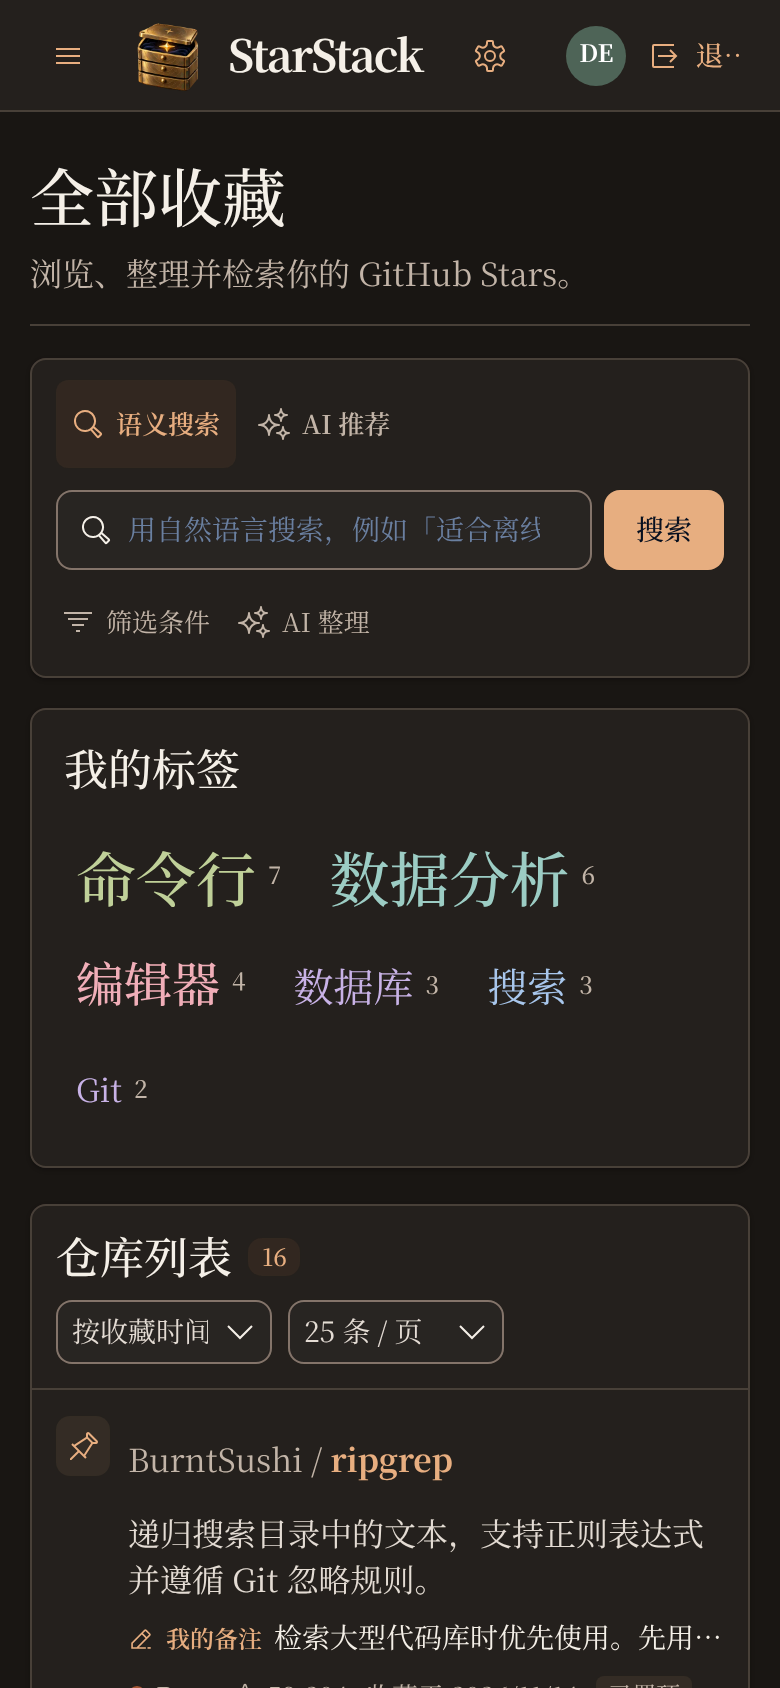 StarStack
DE
退··
全部收藏
浏览、整理并检索你的 GitHub Stars。
语义搜索
AI 推荐
用自然语言搜索，例如「适合离线
搜索
筛选条件
AI 整理
我的标签
命令行 7
数据分析 6
编辑器 4
数据库 3
搜索 3
Git 2
仓库列表 16
按收藏时间
25 条 / 页
BurntSushi / ripgrep
递归搜索目录中的文本，支持正则表达式
并遵循 Git 忽略规则。
我的备注 检索大型代码库时优先使用。先用…